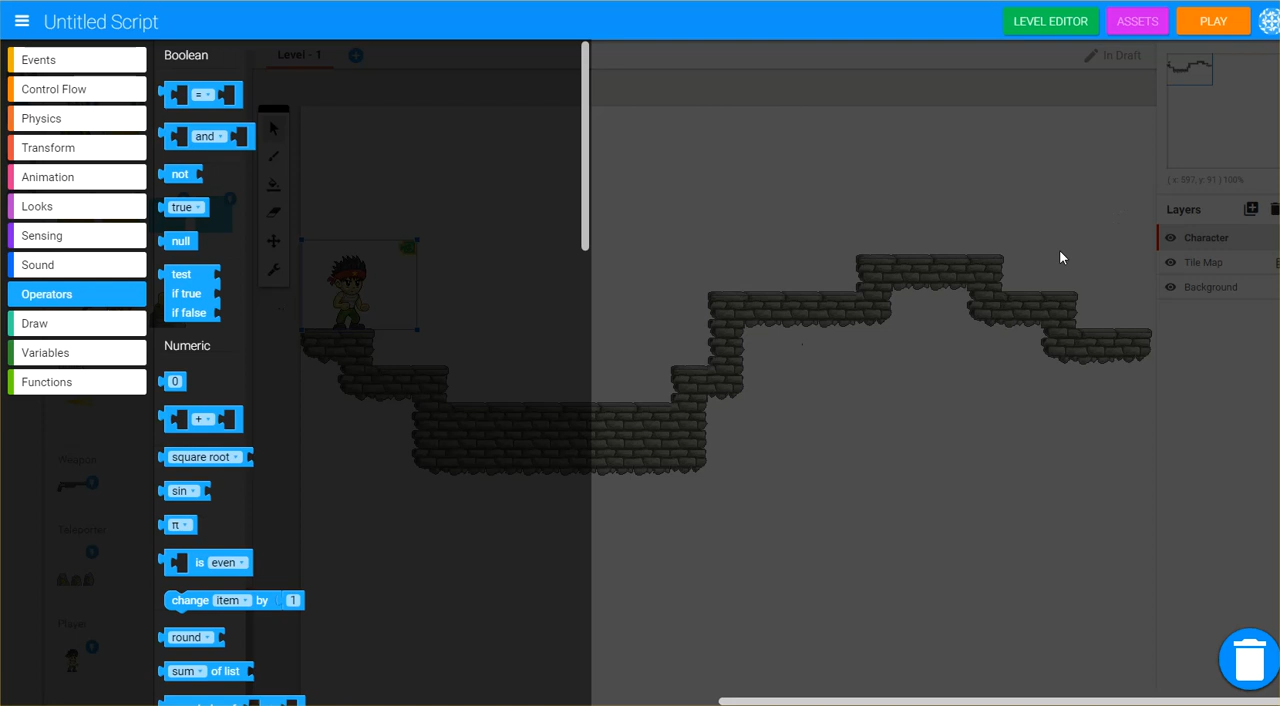 Untitled Script
LEVEL EDITOR
ASSETS
PLAY
Events
Control Flow
Physics
Transform
Animation
Looks
Sensing
Sound
Operators
Draw
Variables
Functions
Boolean
=
and
not
true
null
test
if true
if false
Numeric
0
+
square root
sin
π
is even
change item by 1
round
sum of list
Level - 1
In Draft
( x: 597, y: 91 ) 100%
Layers
Character
Tile Map
Background
Weapon
Teleporter
Player